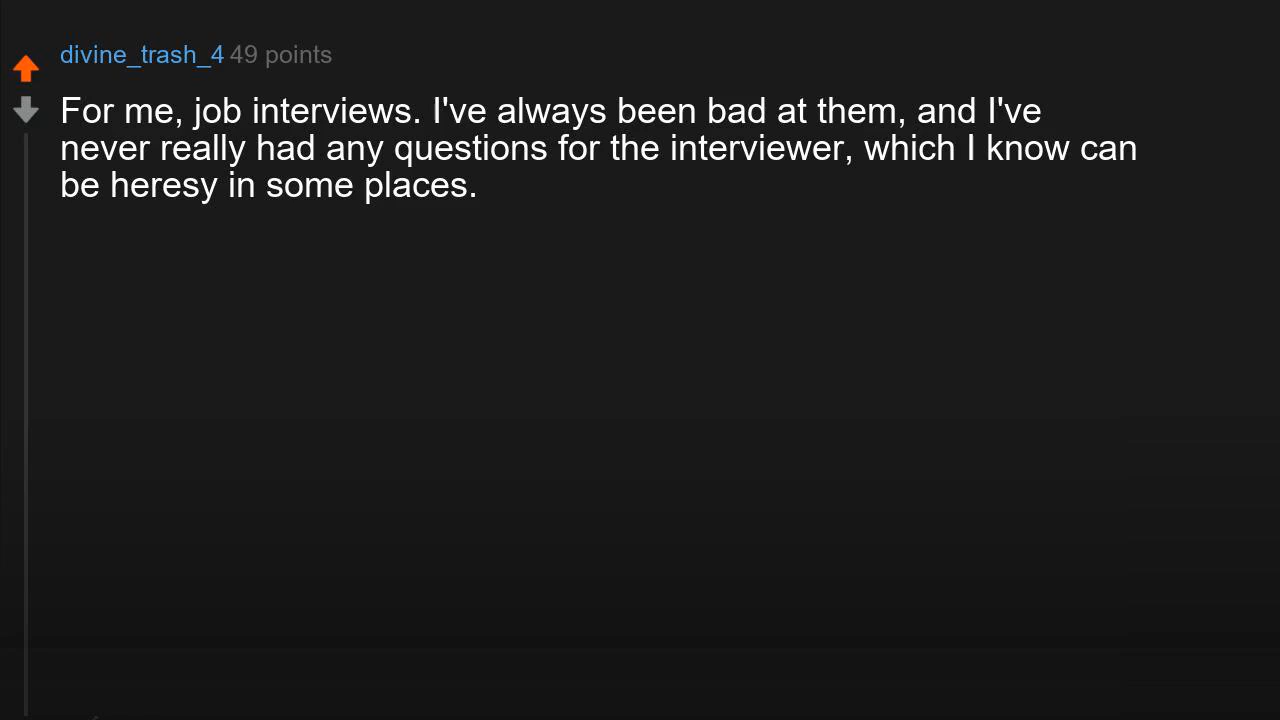 divine_trash_4 49 points
For me, job interviews. I've always been bad at them, and I've
never really had any questions for the interviewer, which I know can
be heresy in some places.